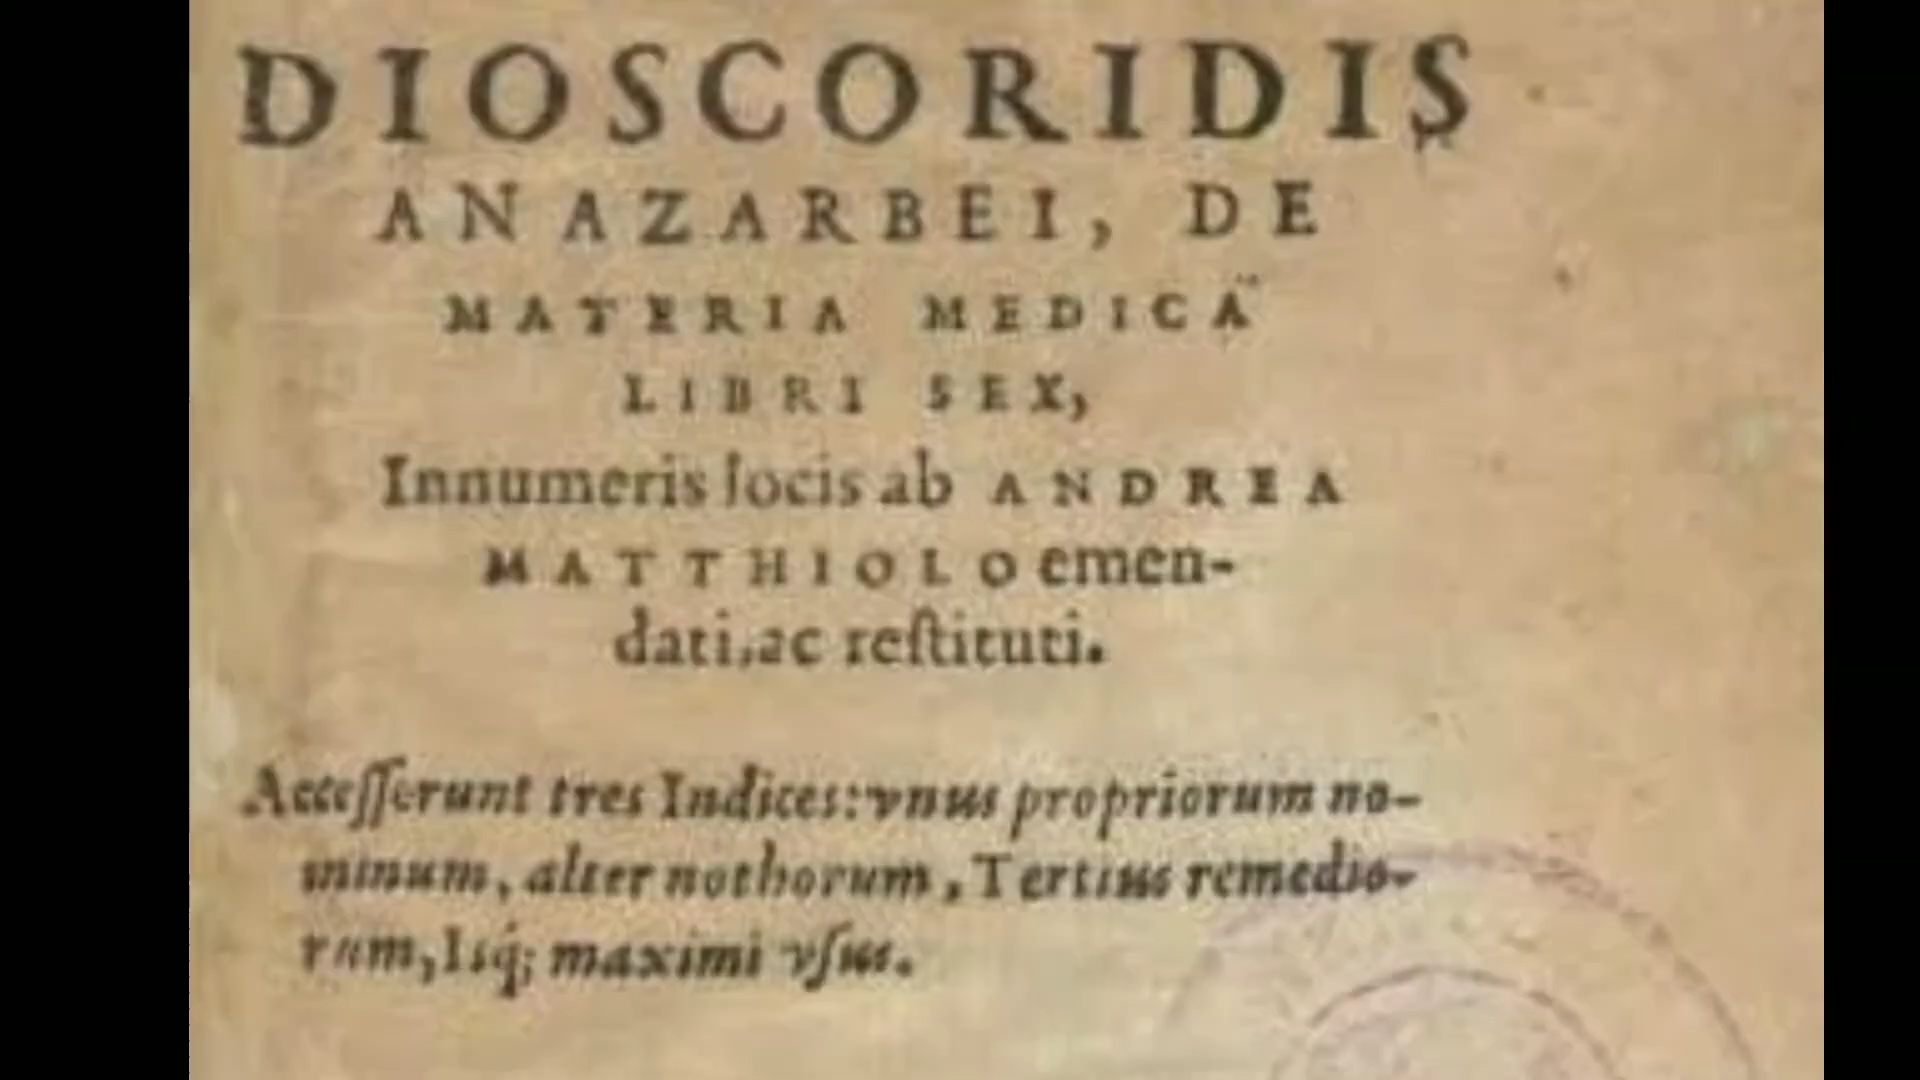 DIOSCORIDIS
ANAZARBEI, DE
MATERIA MEDICA
LIBRI SEX,
Innumeris locis ab ANDREA
MATTHIOLO emen-
dati, ac reſtituti.
Acceſſerunt tres Indices: vnus propriorum no-
minum, alter nothorum, Tertius remedio-
rum, Isq́; maximi vſus.